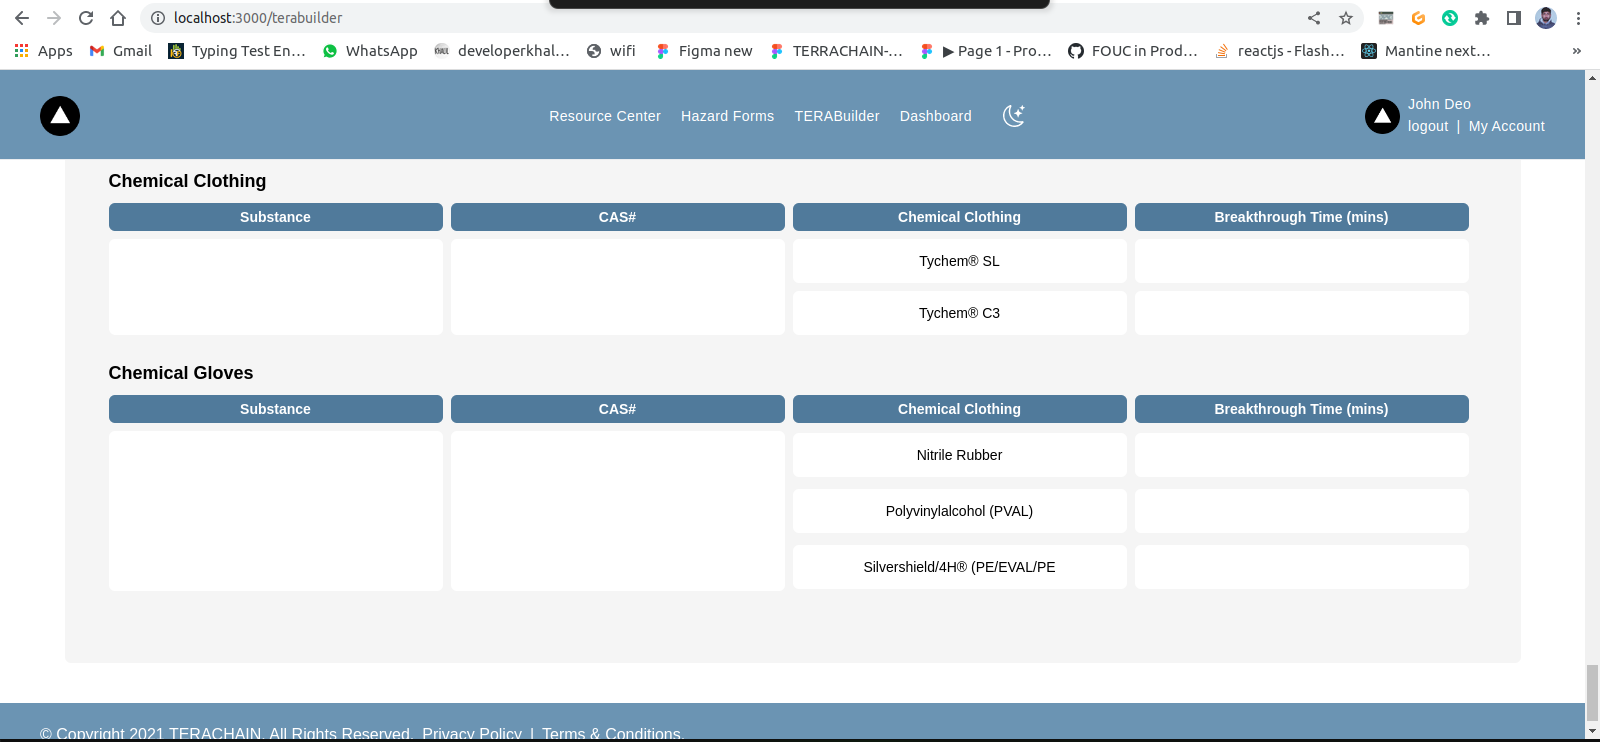 localhost:3000/terabuilder
Apps Gmail Typing Test En... WhatsApp developerkhal... wifi Figma new TERRACHAIN-... ▶ Page 1 - Pro... GitHub FOUC in Prod... reactjs - Flash... Mantine next... »
Resource Center Hazard Forms TERABuilder Dashboard
John Deo
logout | My Account
Chemical Clothing
Substance CAS# Chemical Clothing Breakthrough Time (mins)
Tychem® SL
Tychem® C3
Chemical Gloves
Substance CAS# Chemical Clothing Breakthrough Time (mins)
Nitrile Rubber
Polyvinylalcohol (PVAL)
Silvershield/4H® (PE/EVAL/PE
© Copyright 2021 TERACHAIN. All Rights Reserved. Privacy Policy | Terms & Conditions.